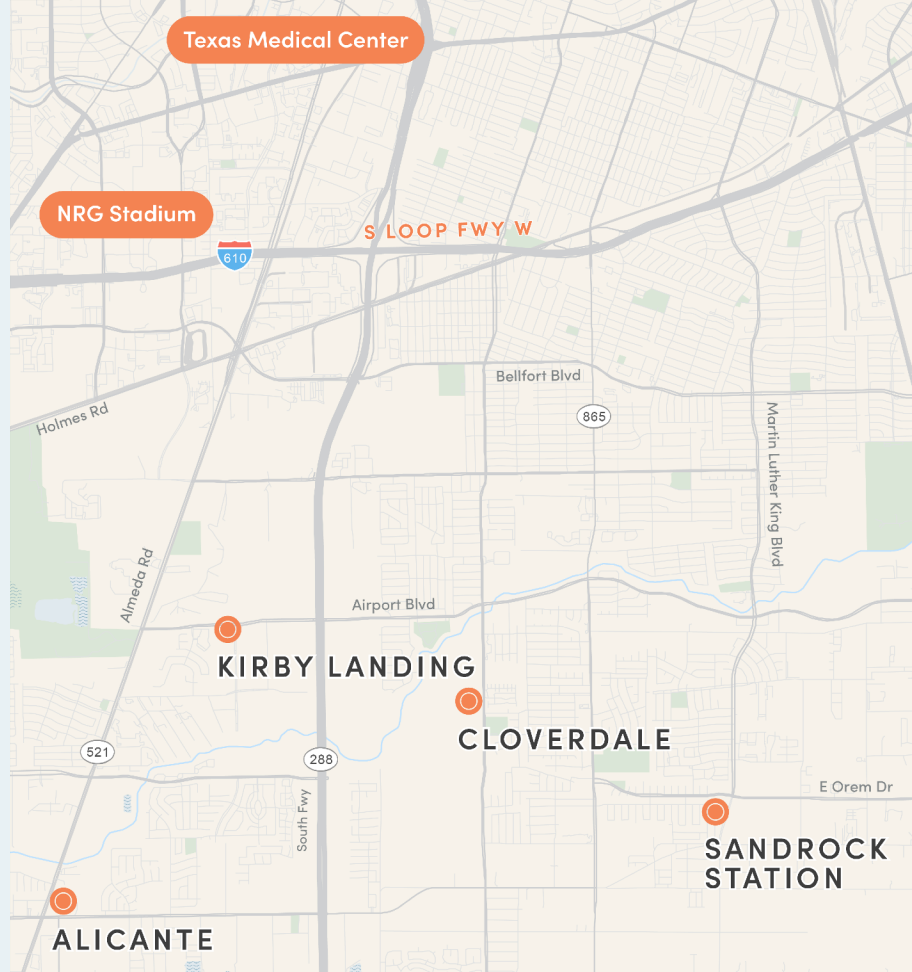 Texas Medical Center
NRG Stadium
S LOOP FWY W
610
Bellfort Blvd
Holmes Rd
865
Martin Luther King Blvd
Almeda Rd
Airport Blvd
KIRBY LANDING
CLOVERDALE
521
288
South Fwy
E Orem Dr
SANDROCK
STATION
ALICANTE